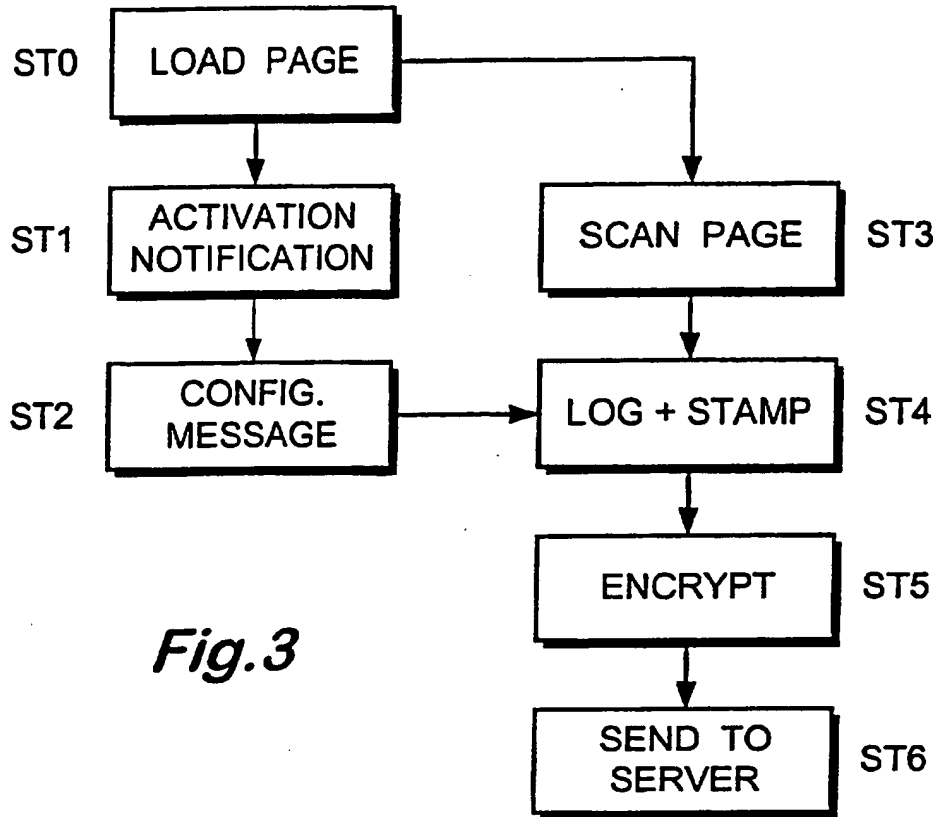 ST0
LOAD PAGE
ST1
ACTIVATION
NOTIFICATION
SCAN PAGE
ST3
ST2
CONFIG.
MESSAGE
LOG + STAMP
ST4
ENCRYPT
ST5
Fig.3
SEND TO
SERVER
ST6